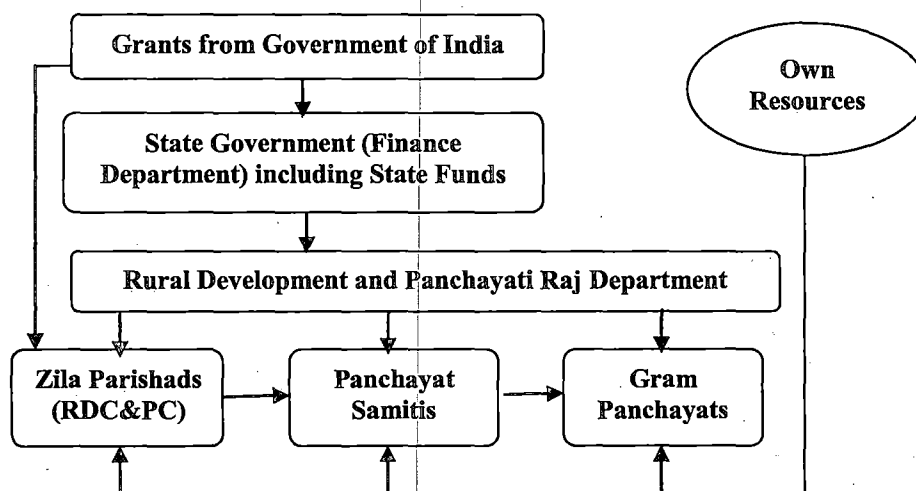 Grants from Government of India
Own
Resources
State Government (Finance
Department) including State Funds
Rural Development and Panchayati Raj Department
Zila Parishads
(RDC&PC)
Panchayat
Samitis
Gram
Panchayats